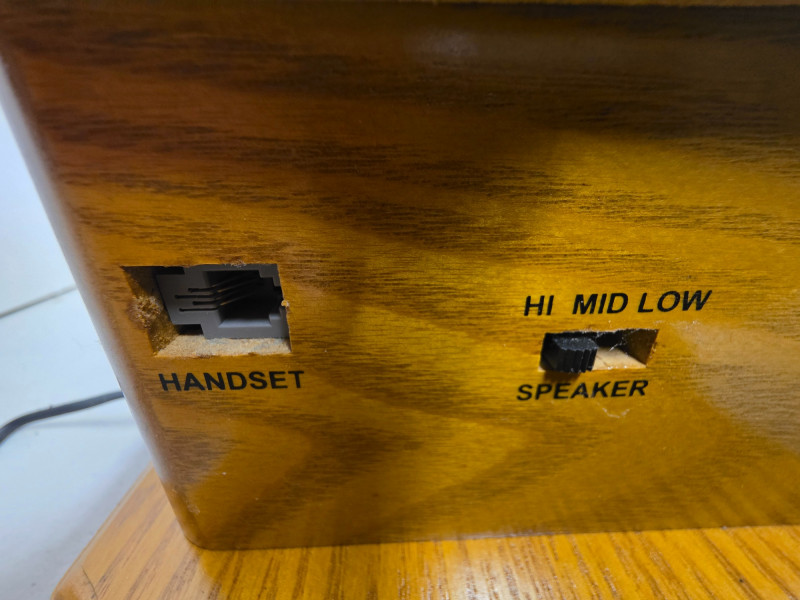 HI MID LOW
HANDSET
SPEAKER